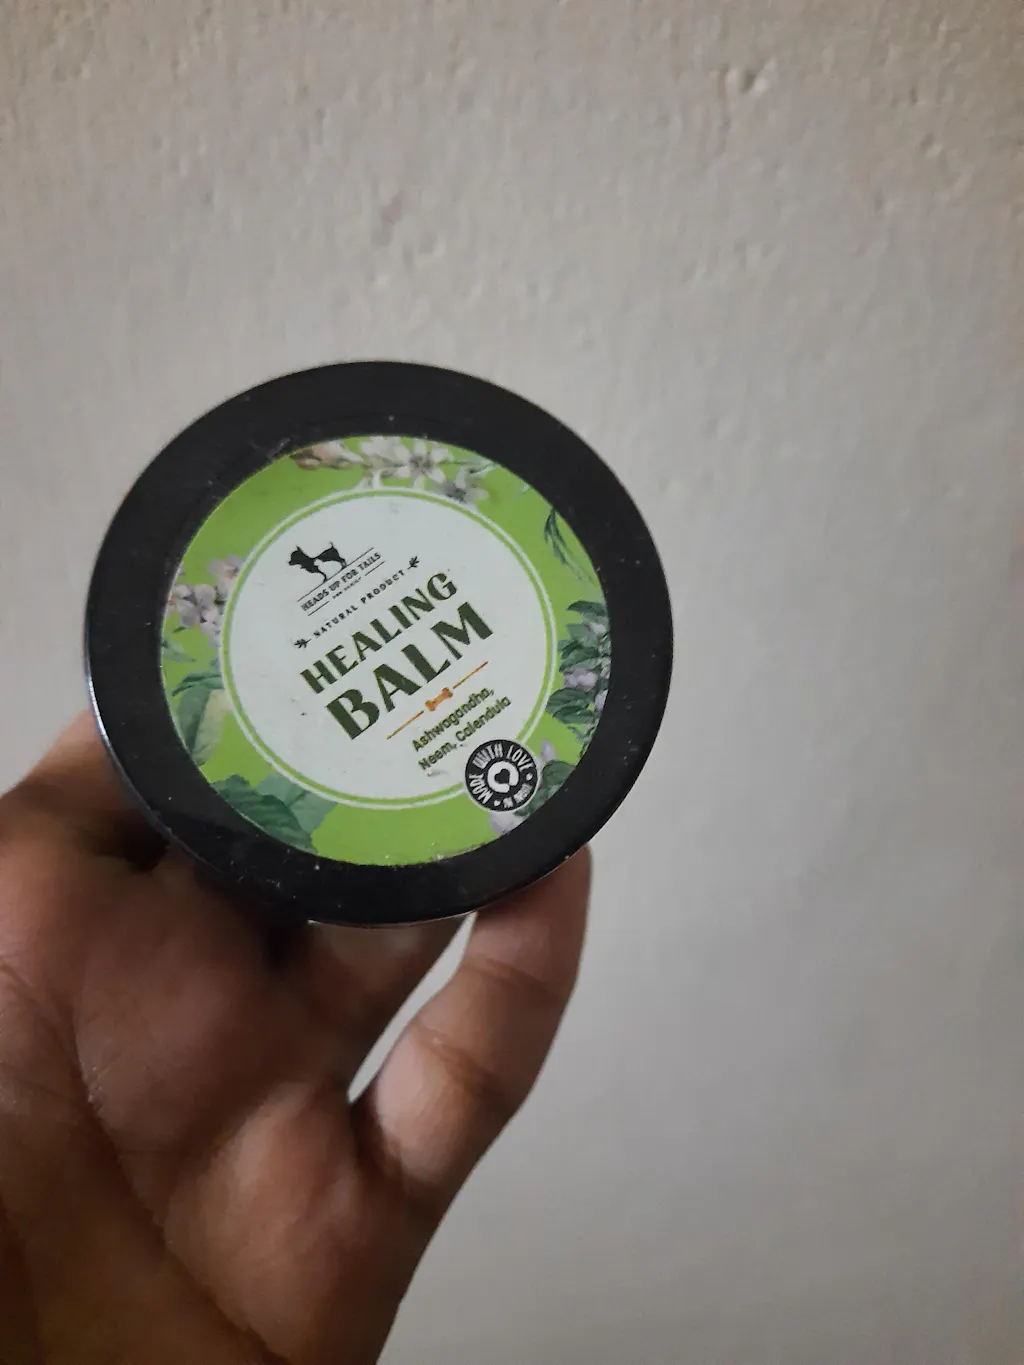 HEADS UP FOR TAILS
NATURAL PRODUCT
HEALING
BALM
Ashwagandha,
Neem, Calendula
MADE WITH LOVE